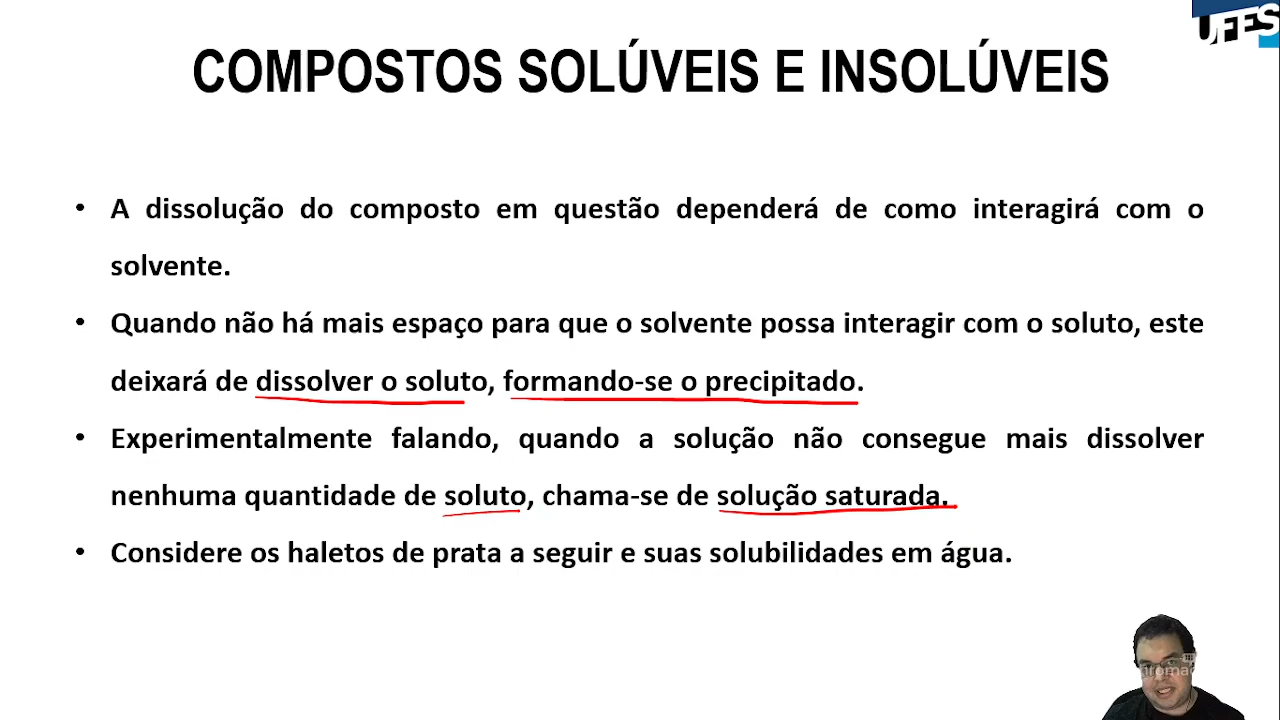 UFES
COMPOSTOS SOLÚVEIS E INSOLÚVEIS
• A dissolução do composto em questão dependerá de como interagirá com o
solvente.
• Quando não há mais espaço para que o solvente possa interagir com o soluto, este
deixará de dissolver o soluto, formando-se o precipitado.
• Experimentalmente falando, quando a solução não consegue mais dissolver
nenhuma quantidade de soluto, chama-se de solução saturada.
• Considere os haletos de prata a seguir e suas solubilidades em água.